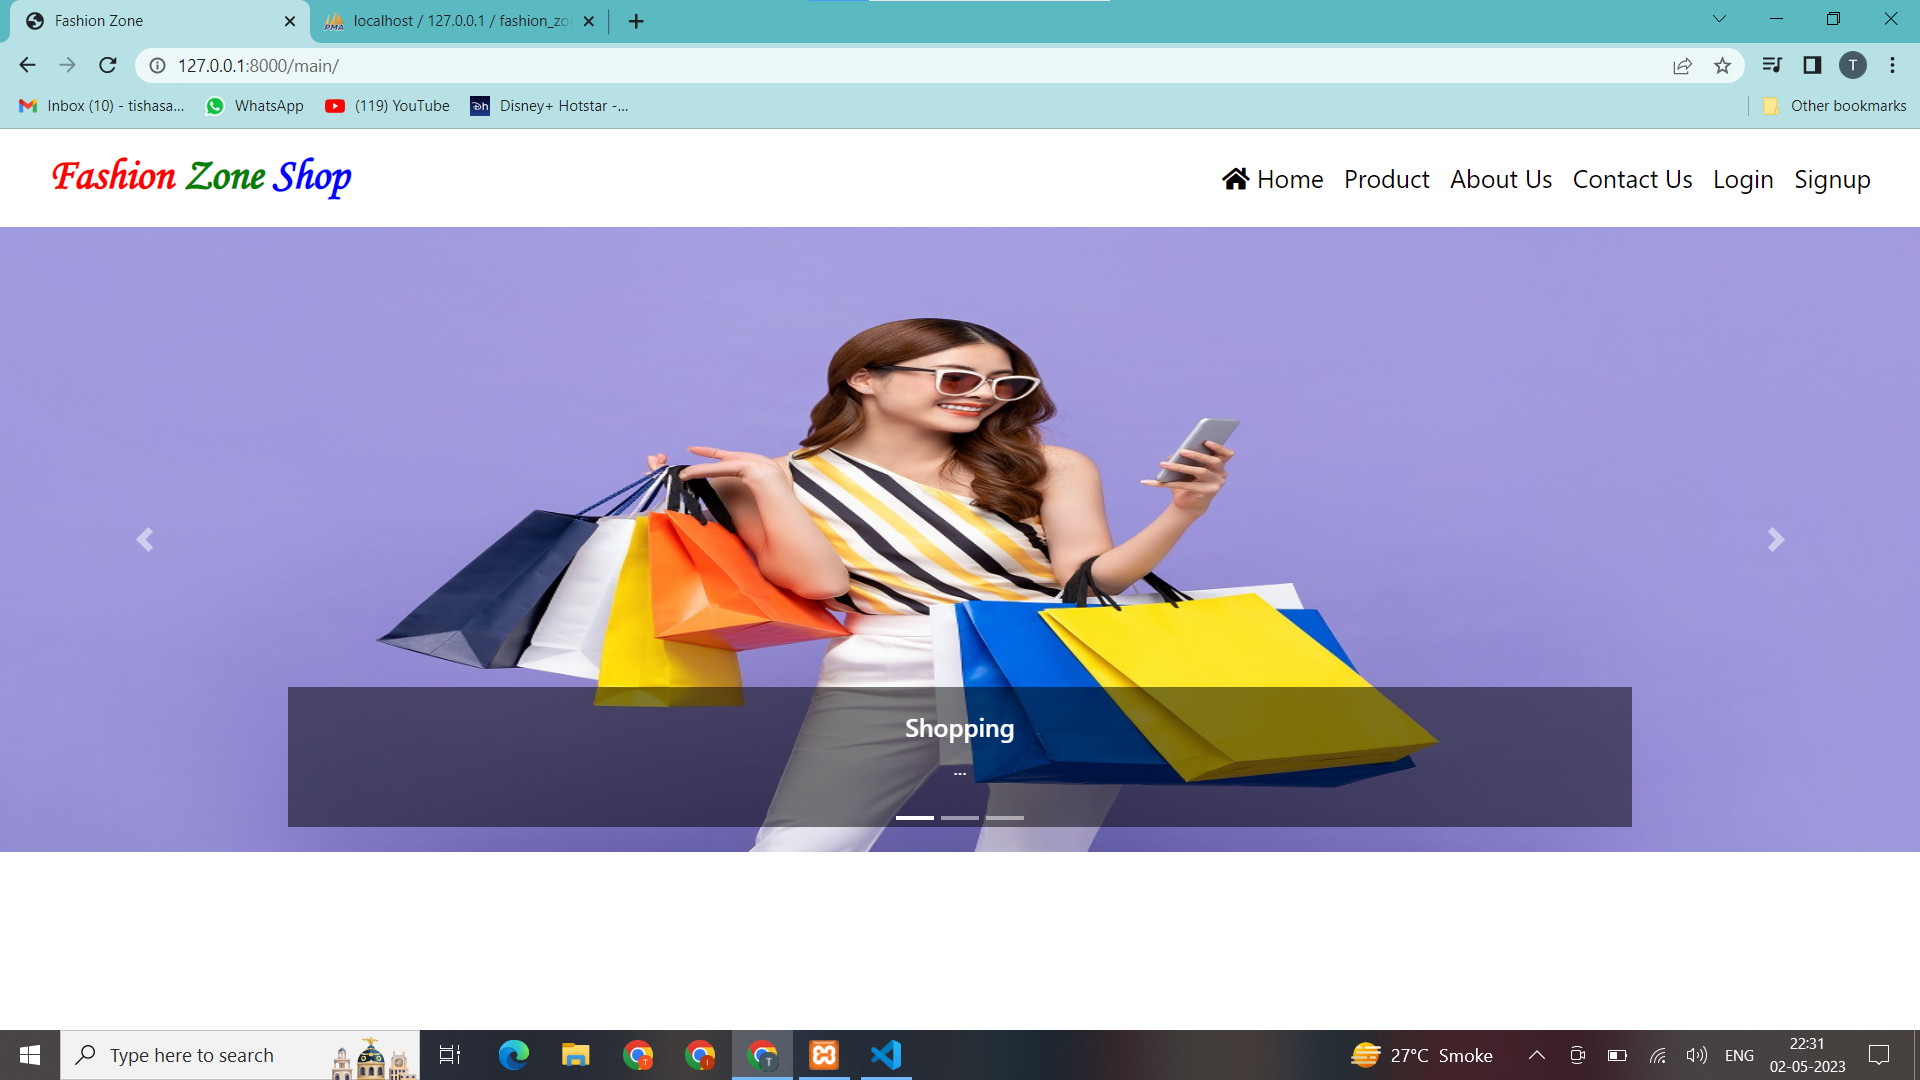 Fashion Zone
localhost / 127.0.0.1 / fashion_zo
127.0.0.1:8000/main/
T
Inbox (10) - tishasa...
WhatsApp
(119) YouTube
Disney+ Hotstar -...
Other bookmarks
Fashion Zone Shop
Home Product About Us Contact Us Login Signup
Shopping
...
Type here to search
27°C Smoke
ENG
22:31
02-05-2023